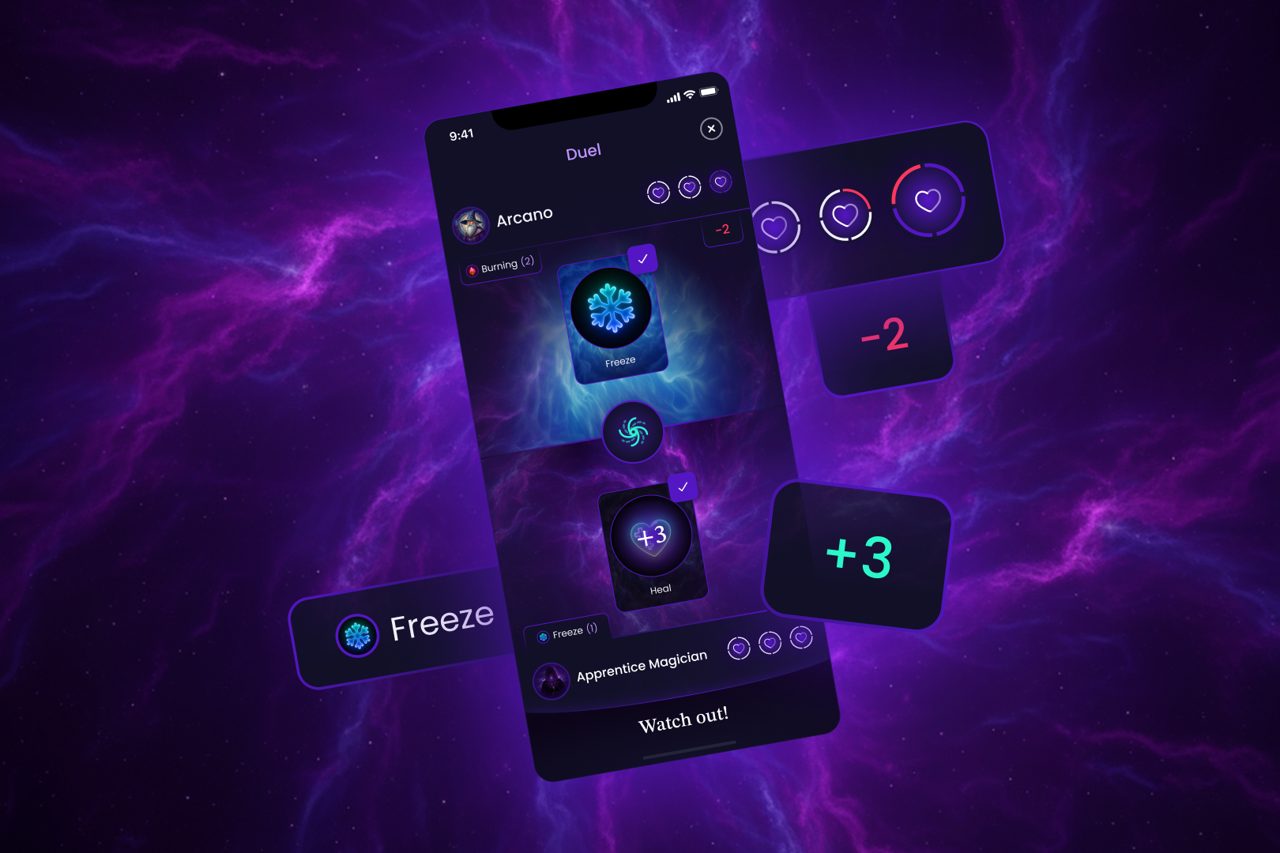 9:41
Duel
Arcano
Burning (2)
-2
Freeze
+3
Heal
Freeze (1)
Apprentice Magician
Watch out!
-2
+3
Freeze